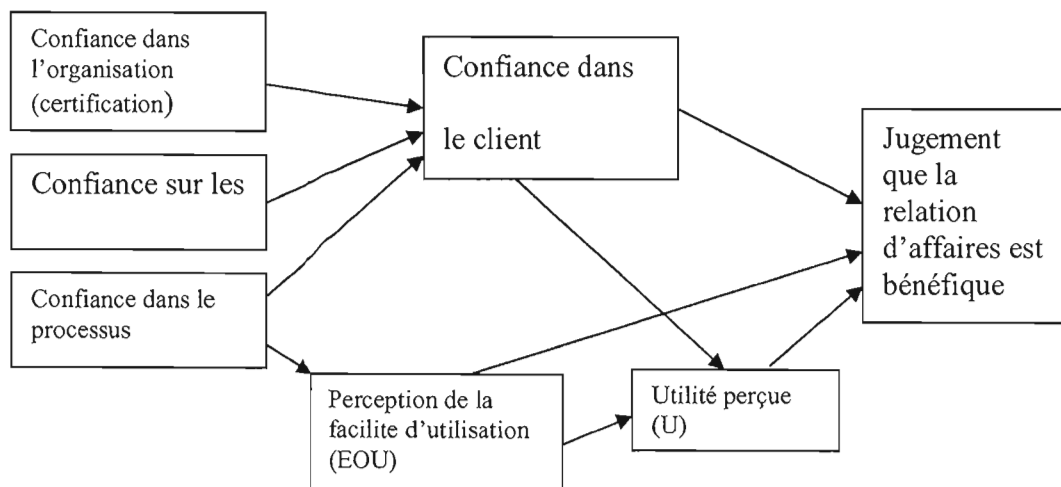 Confiance dans
l'organisation
(certification)
Confiance sur les
Confiance dans le
processus
Confiance dans
le client
Perception de la
facilite d'utilisation
(EOU)
Utilité perçue
(U)
Jugement
que la
relation
d'affaires est
bénéfique